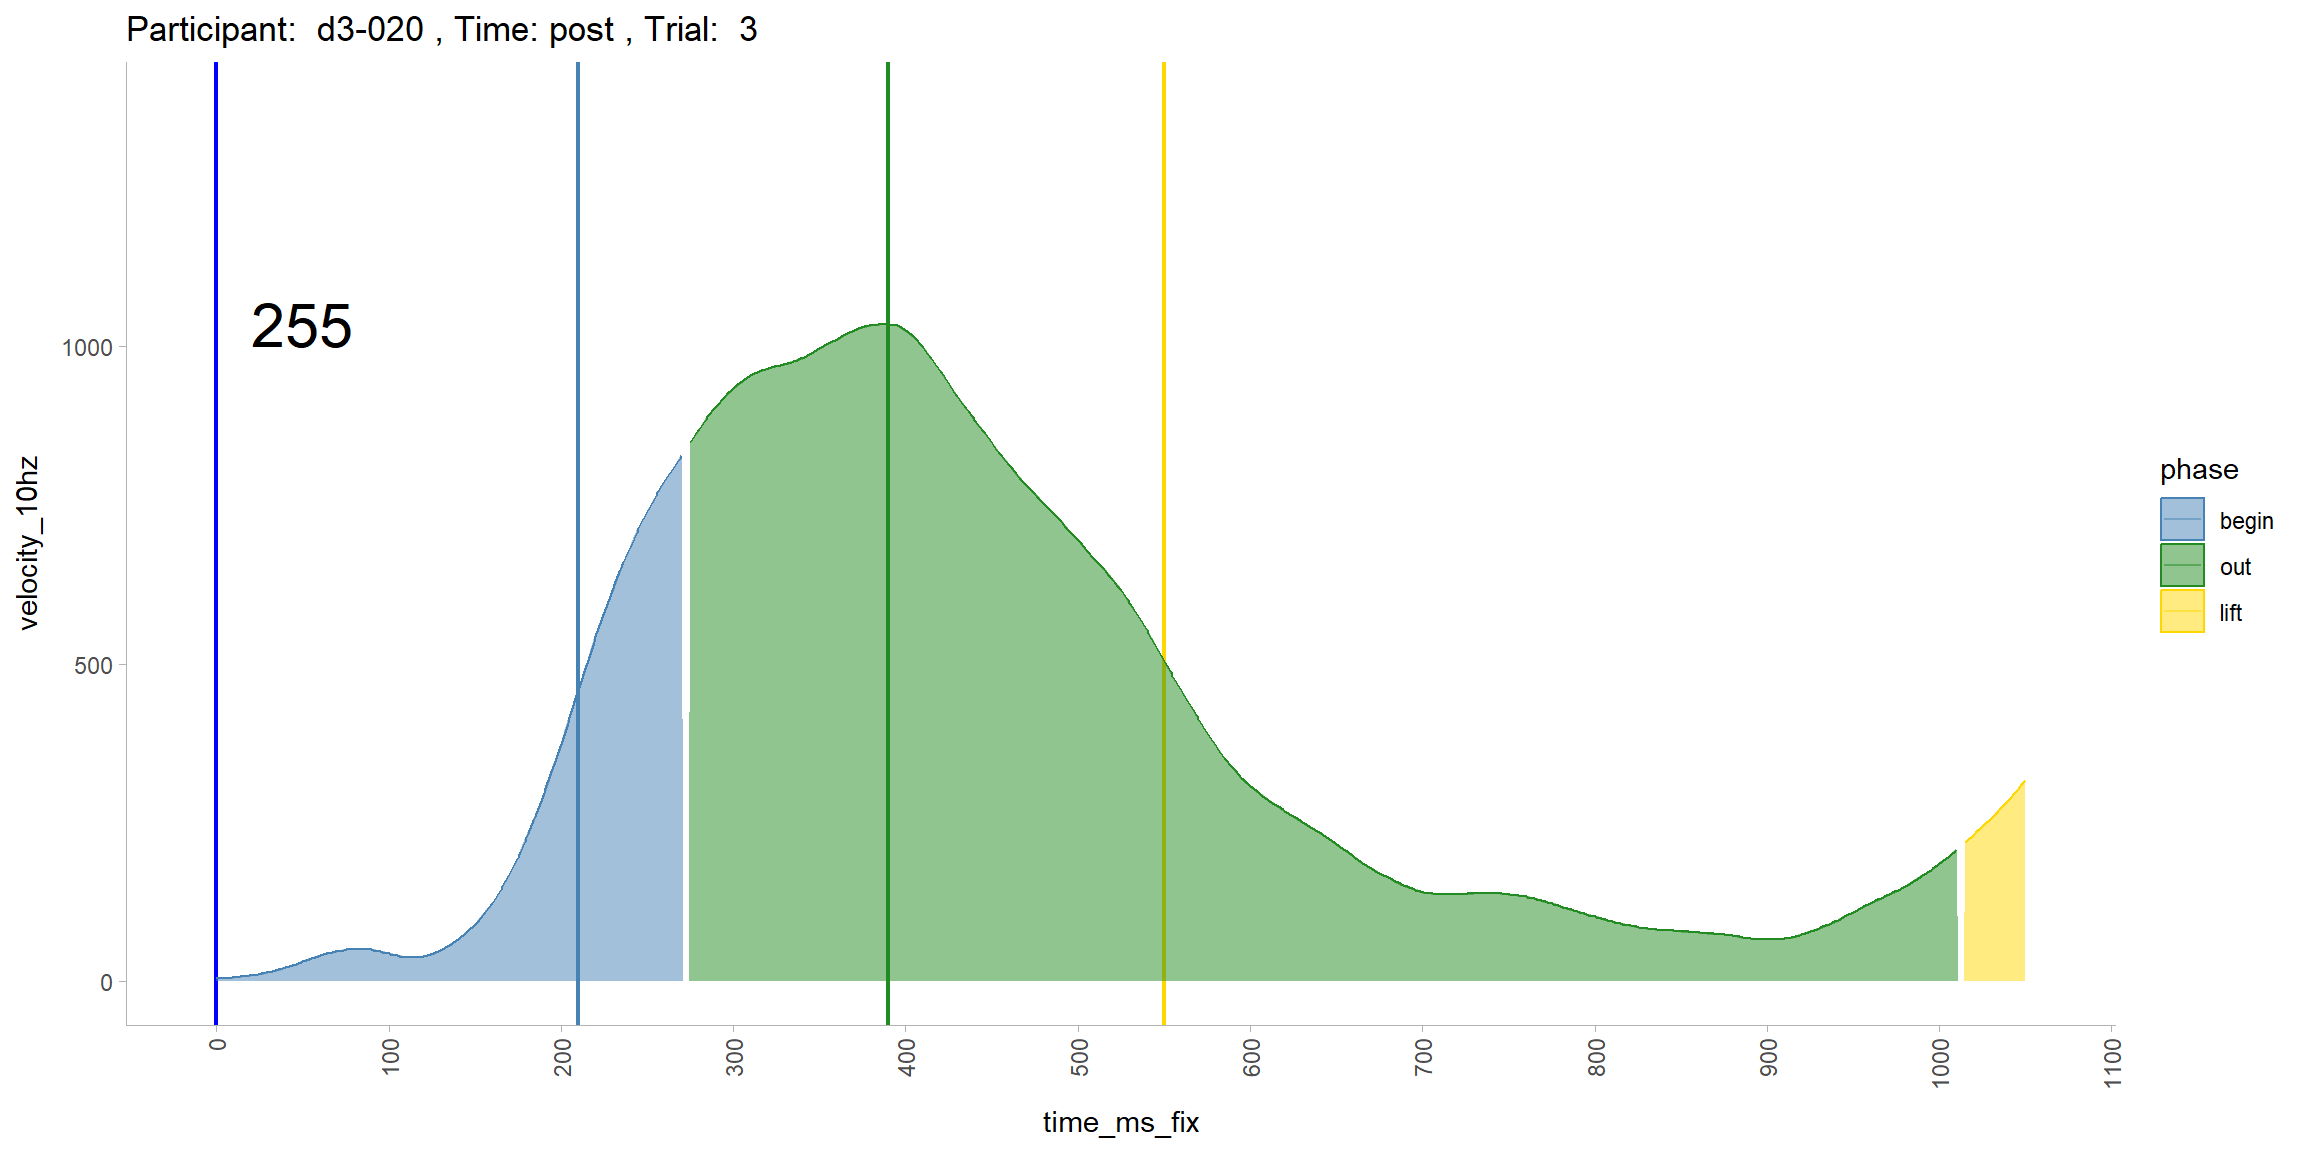 Participant:  d3-020 , Time: post , Trial:  3
255
1000
500
0
velocity_10hz
0
100
200
300
400
500
600
700
800
900
1000
1100
time_ms_fix
phase
begin
out
lift